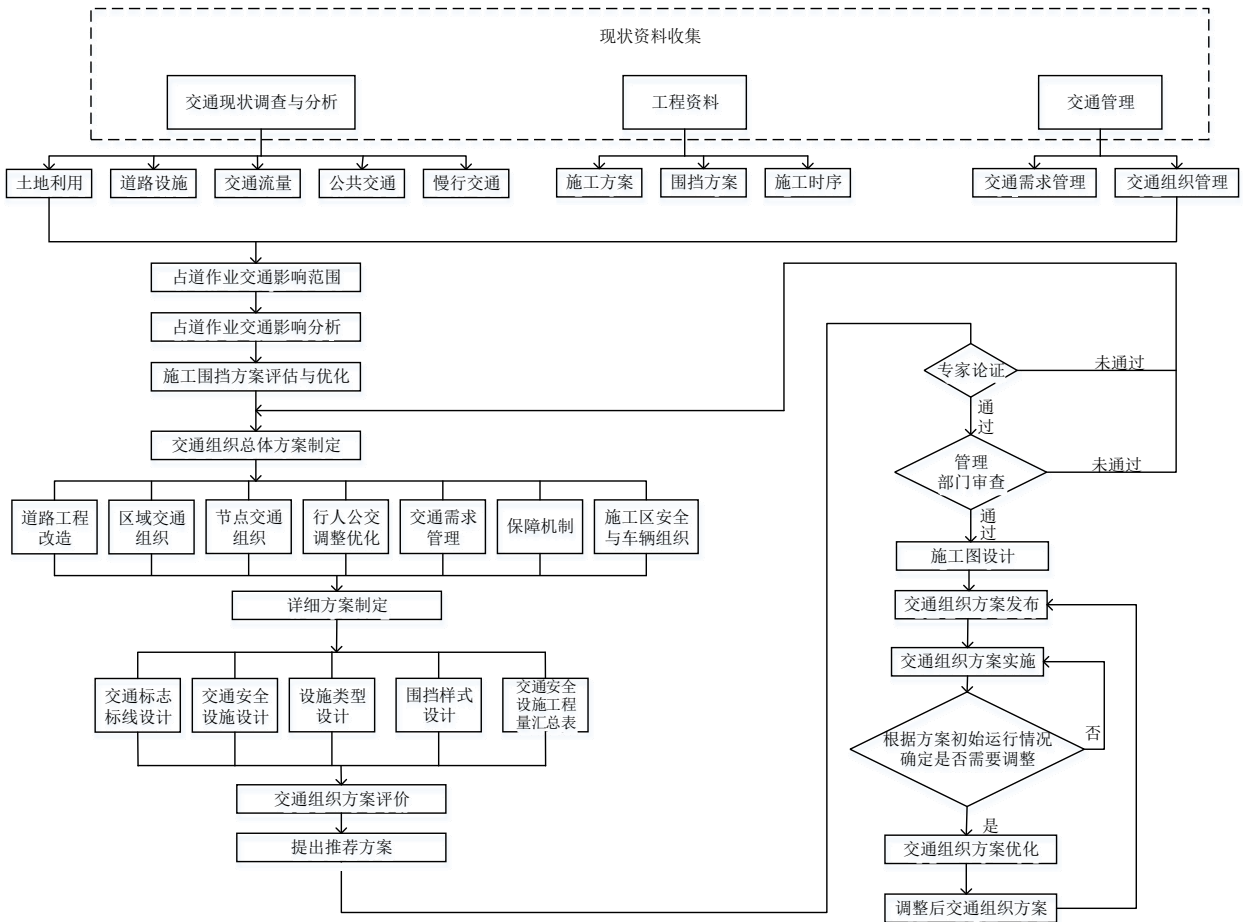 现状资料收集
交通现状调查与分析
工程资料
交通管理
土地利用
道路设施
交通流量
公共交通
慢行交通
施工方案
围挡方案
施工时序
交通需求管理
交通组织管理
占道作业交通影响范围
占道作业交通影响分析
施工围挡方案评估与优化
交通组织总体方案制定
道路工程
改造
区域交通
组织
节点交通
组织
行人公交
调整优化
交通需求
管理
保障机制
施工区安全
与车辆组织
详细方案制定
交通标志
标线设计
交通安全
设施设计
设施类型
设计
围挡样式
设计
交通安全
设施工程
量汇总表
交通组织方案评价
提出推荐方案
专家论证
未通过
通
过
管理
部门审查
未通过
通
过
施工图设计
交通组织方案发布
交通组织方案实施
根据方案初始运行情况
确定是否需要调整
否
是
交通组织方案优化
调整后交通组织方案